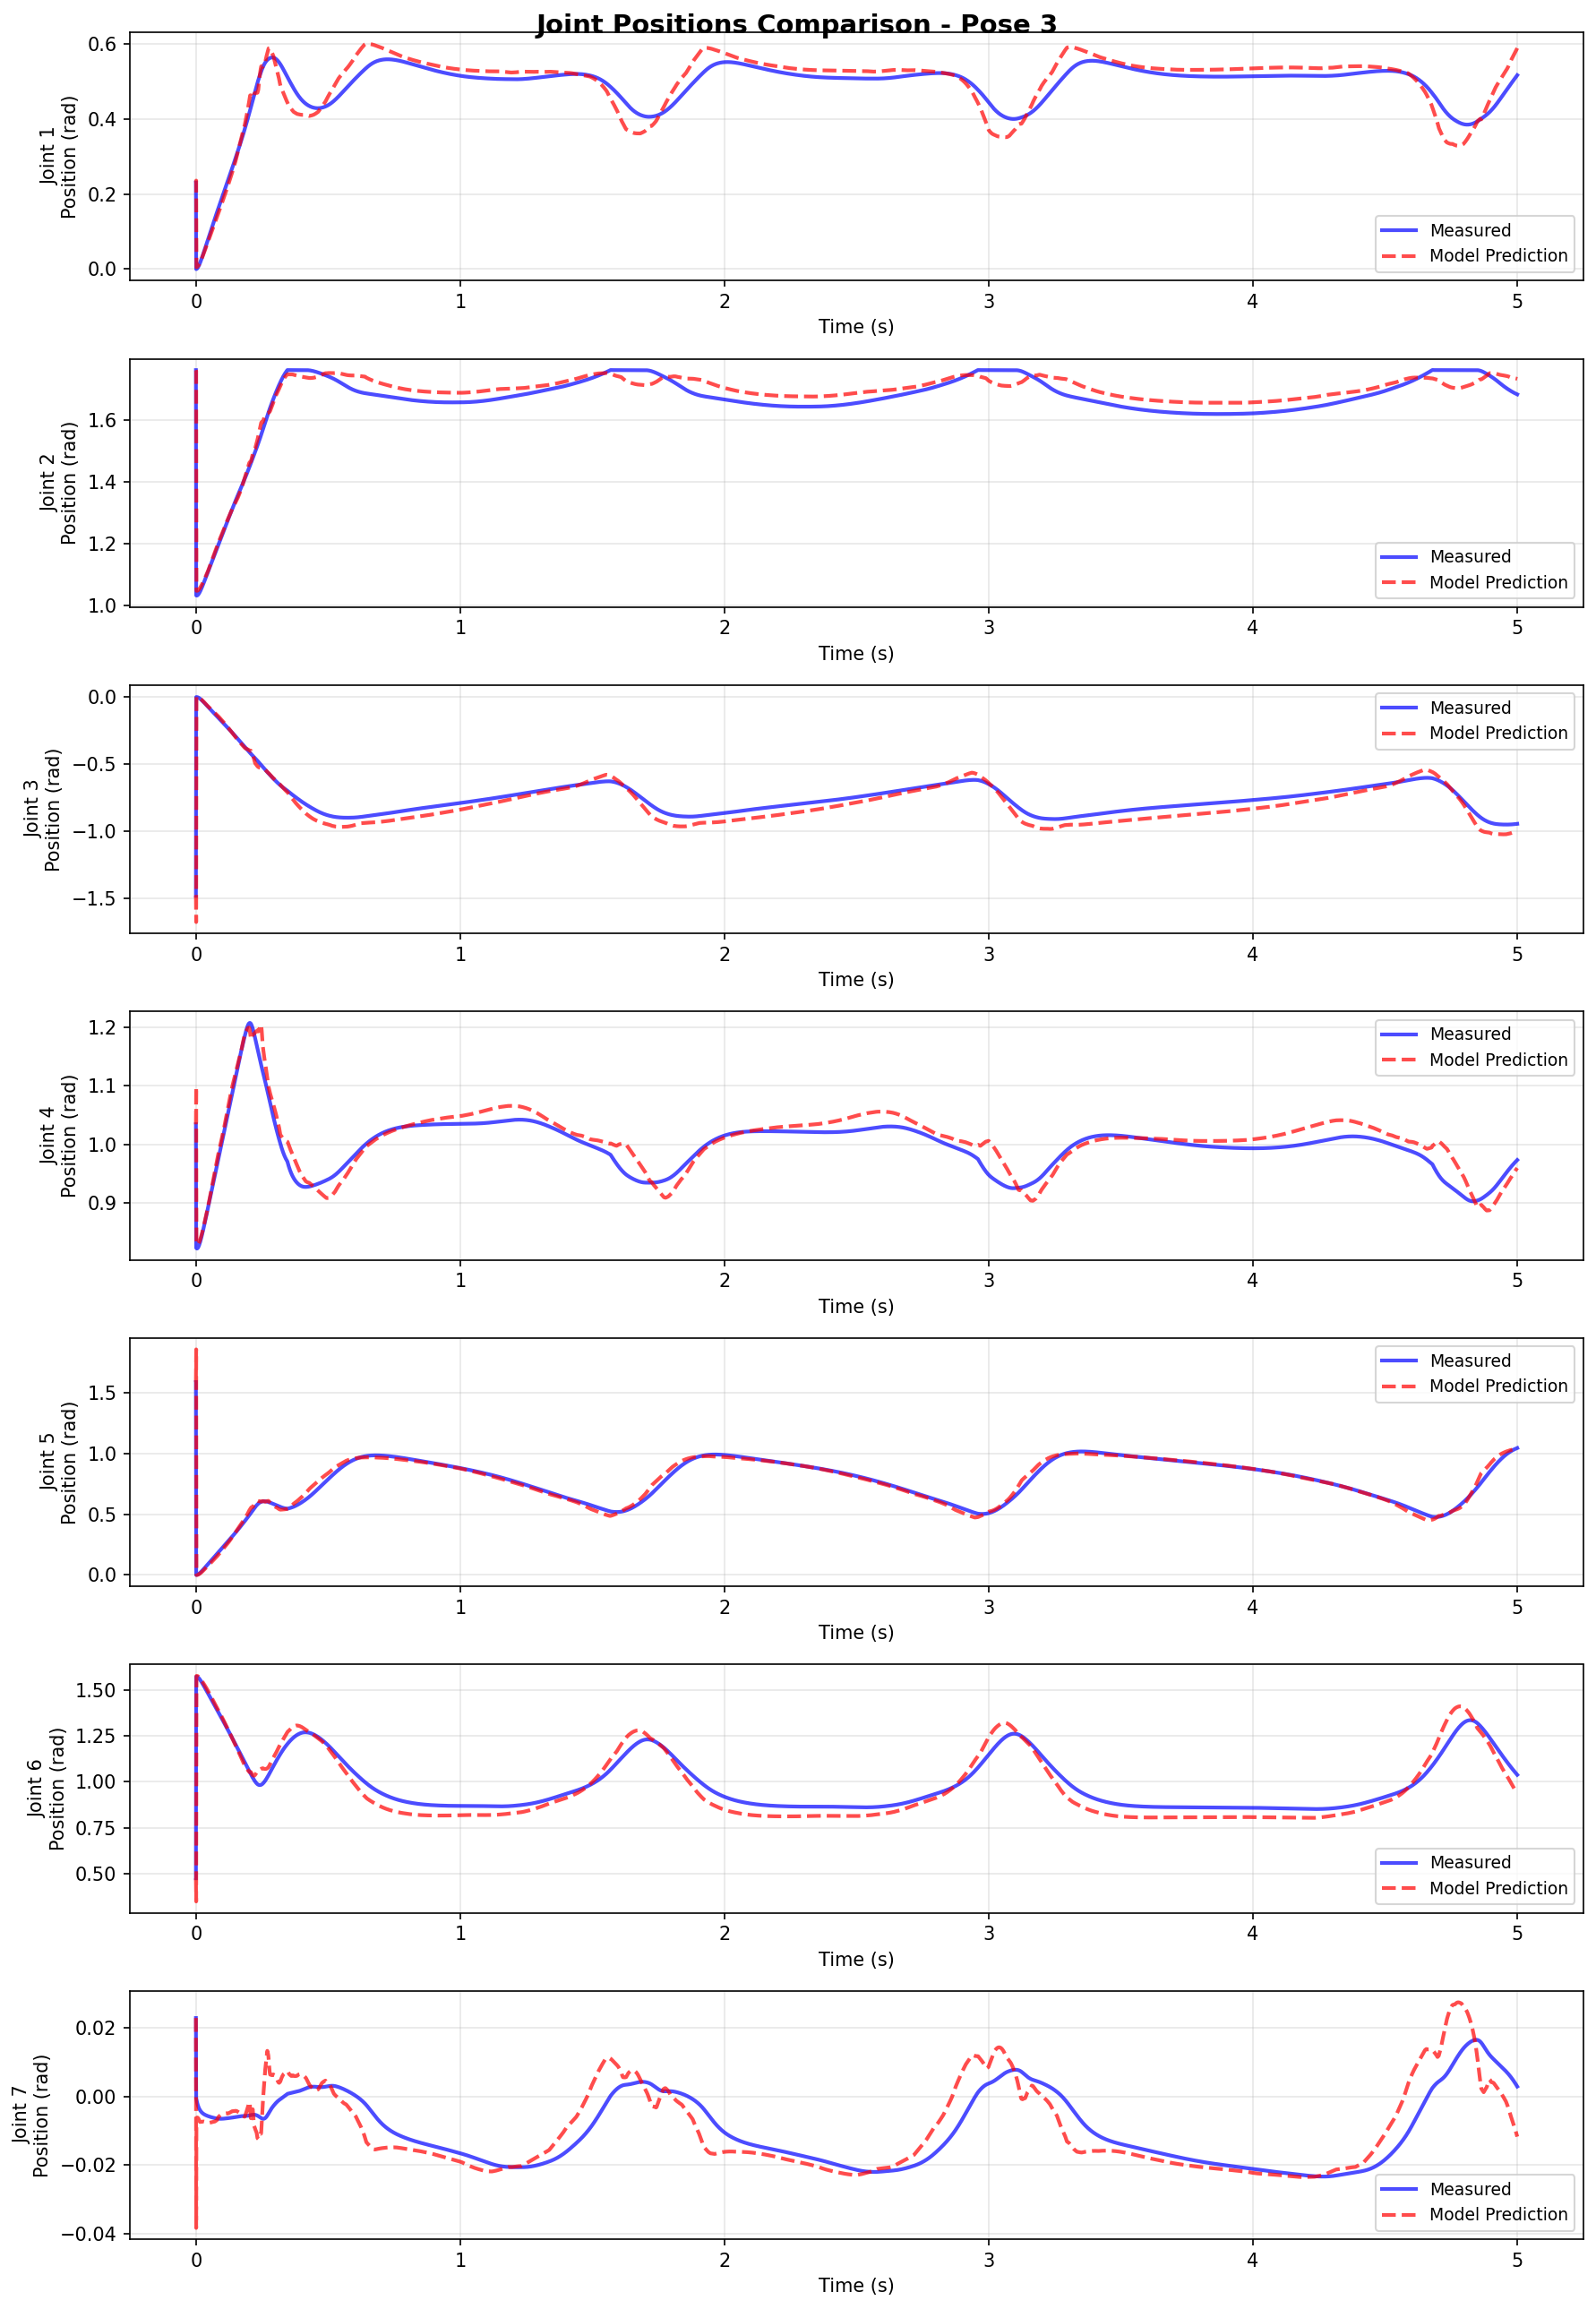 Joint Positions Comparison - Pose 3
Joint 1
Position (rad)
0.6
0.4
0.2
0.0
Measured
Model Prediction
0 1 2 3 4 5
Time (s)
Joint 2
Position (rad)
1.6
1.4
1.2
1.0
Measured
Model Prediction
0 1 2 3 4 5
Time (s)
Joint 3
Position (rad)
0.0
−0.5
−1.0
−1.5
Measured
Model Prediction
0 1 2 3 4 5
Time (s)
Joint 4
Position (rad)
1.2
1.1
1.0
0.9
Measured
Model Prediction
0 1 2 3 4 5
Time (s)
Joint 5
Position (rad)
1.5
1.0
0.5
0.0
Measured
Model Prediction
0 1 2 3 4 5
Time (s)
Joint 6
Position (rad)
1.50
1.25
1.00
0.75
0.50
Measured
Model Prediction
0 1 2 3 4 5
Time (s)
Joint 7
Position (rad)
0.02
0.00
−0.02
−0.04
Measured
Model Prediction
0 1 2 3 4 5
Time (s)